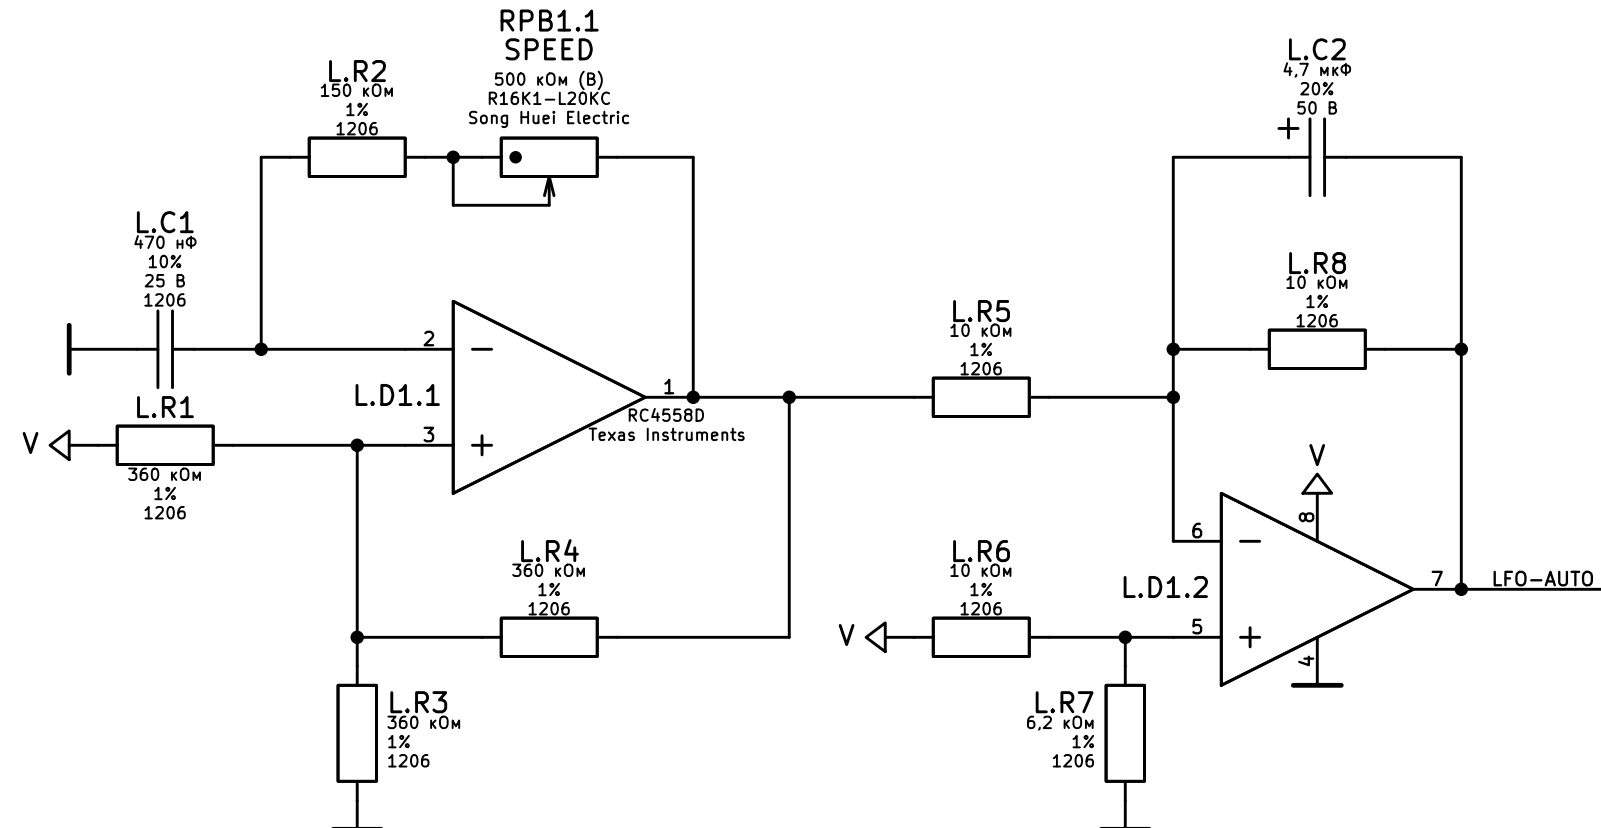 RPB1.1
SPEED
500 кОм (B)
R16K1-L20KC
Song Huei Electric
L.R2
150 кОм
1%
1206
L.C2
4,7 мкФ
20%
50 В
+
L.C1
470 нФ
10%
25 В
1206
L.R8
10 кОм
1%
1206
L.R5
10 кОм
1%
1206
2
−
L.D1.1
1
RC4558D
Texas Instruments
L.R1
V
360 кОм
1%
1206
3
+
V
8
6
−
L.D1.2
7
LFO-AUTO
5
+
4
L.R4
360 кОм
1%
1206
L.R6
10 кОм
1%
1206
V
L.R3
360 кОм
1%
1206
L.R7
6,2 кОм
1%
1206